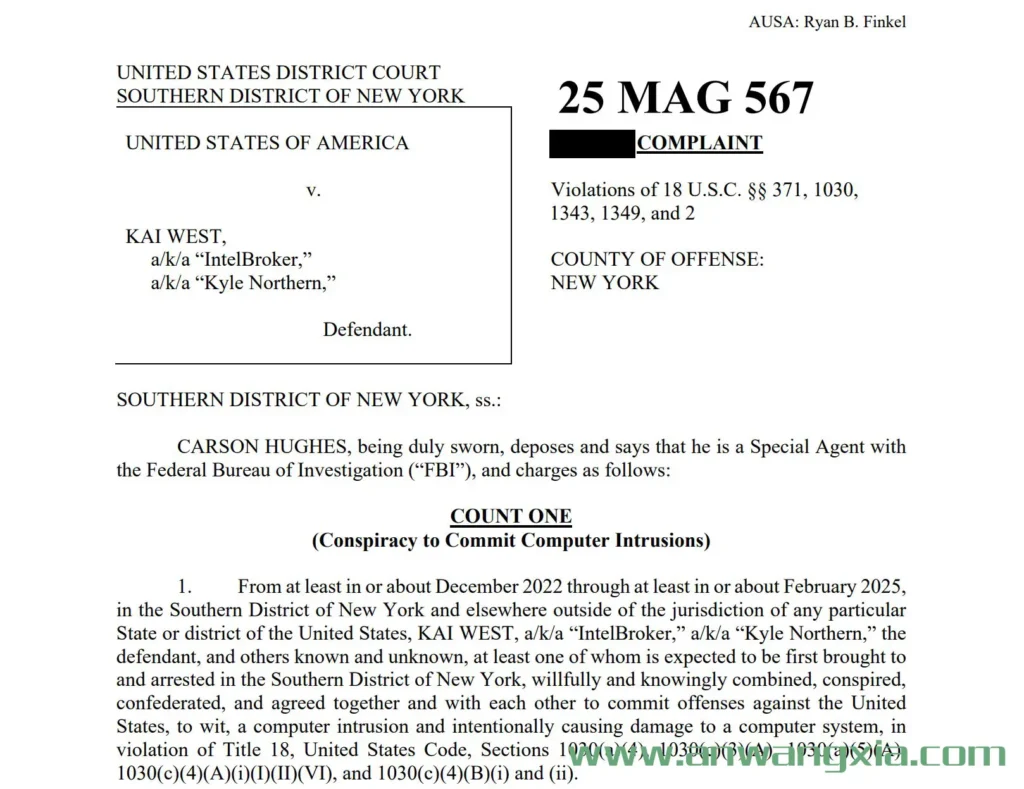 AUSA: Ryan B. Finkel
UNITED STATES DISTRICT COURT
SOUTHERN DISTRICT OF NEW YORK
UNITED STATES OF AMERICA
v.
KAI WEST,
a/k/a “IntelBroker,”
a/k/a “Kyle Northern,”
Defendant.
25 MAG 567
COMPLAINT
Violations of 18 U.S.C. §§ 371, 1030,
1343, 1349, and 2
COUNTY OF OFFENSE:
NEW YORK
SOUTHERN DISTRICT OF NEW YORK, ss.:
CARSON HUGHES, being duly sworn, deposes and says that he is a Special Agent with
the Federal Bureau of Investigation (“FBI”), and charges as follows:
COUNT ONE
(Conspiracy to Commit Computer Intrusions)
1. From at least in or about December 2022 through at least in or about February 2025,
in the Southern District of New York and elsewhere outside of the jurisdiction of any particular
State or district of the United States, KAI WEST, a/k/a “IntelBroker,” a/k/a “Kyle Northern,” the
defendant, and others known and unknown, at least one of whom is expected to be first brought to
and arrested in the Southern District of New York, willfully and knowingly combined, conspired,
confederated, and agreed together and with each other to commit offenses against the United
States, to wit, a computer intrusion and intentionally causing damage to a computer system, in
violation of Title 18, United States Code, Sections 1030(a)(4), 1030(c)(3)(A), 1030(a)(5)(A),
1030(c)(4)(A)(i)(I)(II)(VI), and 1030(c)(4)(B)(i) and (ii).
www.anwangxia.com